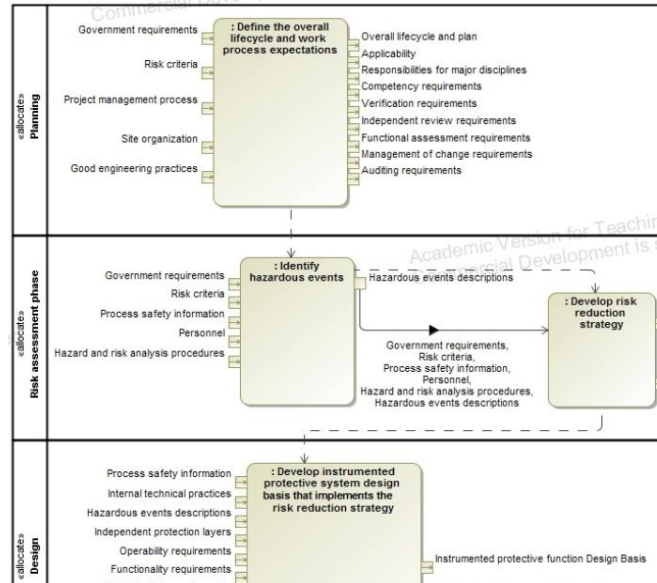 Commercial Dev
«allocate»
Planning
Government requirements
Risk criteria
Project management process
Site organization
Good engineering practices
: Define the overall
lifecycle and work
process expectations
Overall lifecycle and plan
Applicability
Responsibilities for major disciplines
Competency requirements
Verification requirements
Independent review requirements
Functional assessment requirements
Management of change requirements
Auditing requirements
Academic Version for Teaching
Commercial Development is
«allocate»
Risk assessment phase
Government requirements
Risk criteria
Process safety information
Personnel
Hazard and risk analysis procedures
: Identify
hazardous events
Hazardous events descriptions
Government requirements,
Risk criteria,
Process safety information,
Personnel,
Hazard and risk analysis procedures,
Hazardous events descriptions
: Develop risk
reduction
strategy
«allocate»
Design
Process safety information
Internal technical practices
Hazardous events descriptions
Independent protection layers
Operability requirements
Functionality requirements
: Develop instrumented
protective system design
basis that implements the
risk reduction strategy
Instrumented protective function Design Basis